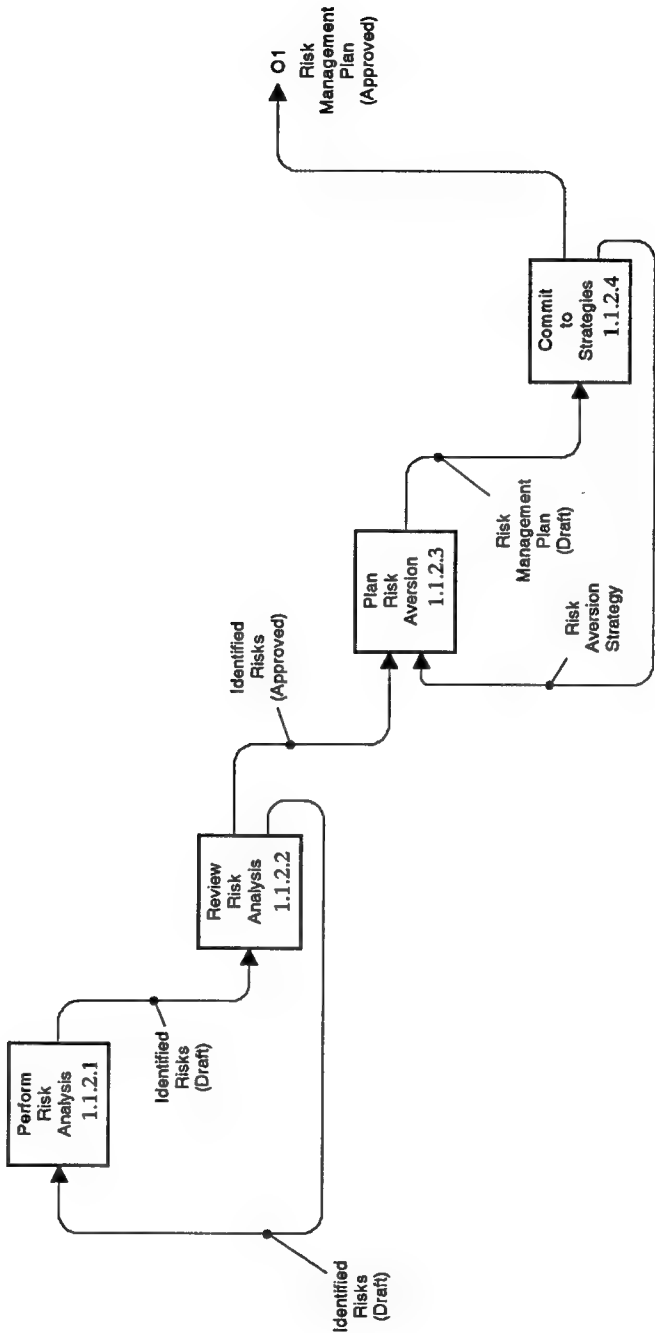 Perform
Risk
Analysis
1.1.2.1
Identified
Risks
(Draft)
Identified
Risks
(Draft)
Review
Risk
Analysis
1.1.2.2
Identified
Risks
(Approved)
Plan
Risk
Aversion
1.1.2.3
Risk
Management
Plan
(Draft)
Risk
Aversion
Strategy
Commit
to
Strategies
1.1.2.4
O1
Risk
Management
Plan
(Approved)